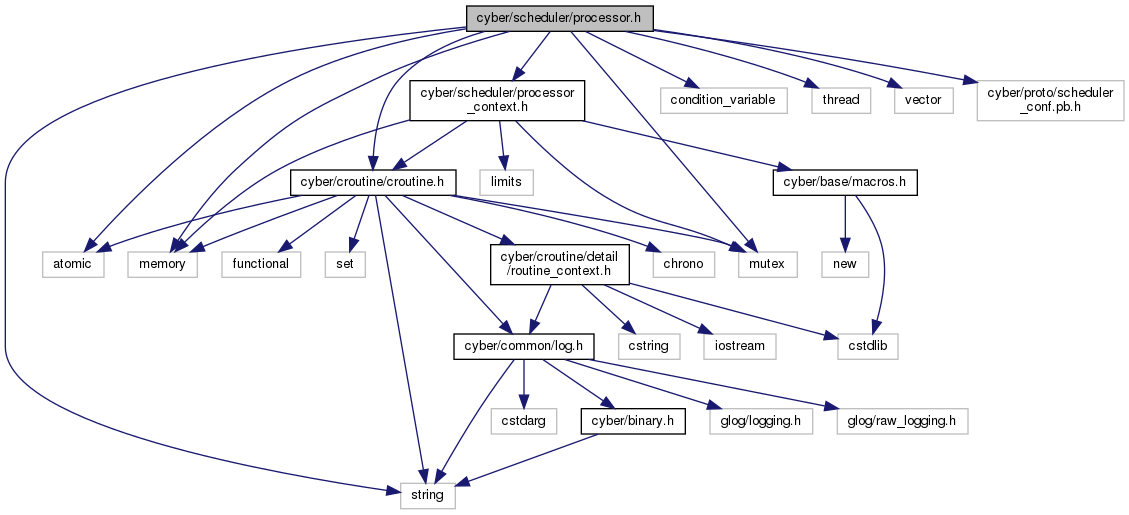 cyber/scheduler/processor.h
cyber/scheduler/processor
_context.h
condition_variable
thread
vector
cyber/proto/scheduler
_conf.pb.h
cyber/croutine/croutine.h
limits
cyber/base/macros.h
atomic
memory
functional
set
cyber/croutine/detail
/routine_context.h
chrono
mutex
new
cyber/common/log.h
cstring
iostream
cstdlib
cstdarg
cyber/binary.h
glog/logging.h
glog/raw_logging.h
string